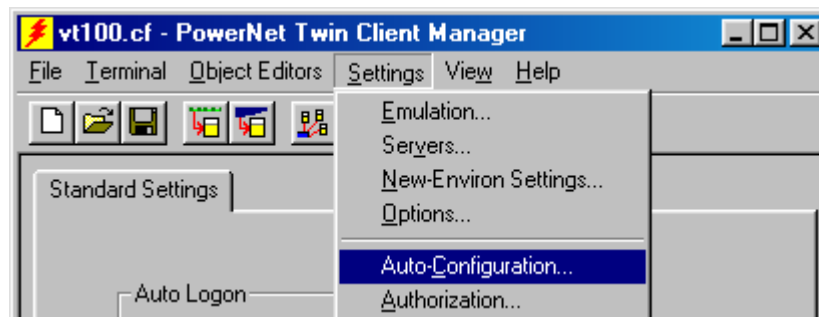 vt100.cf - PowerNet Twin Client Manager
File Terminal Object Editors Settings View Help
Emulation...
Servers...
New-Environ Settings...
Options...
Auto-Configuration...
Authorization...
Standard Settings
Auto Logon